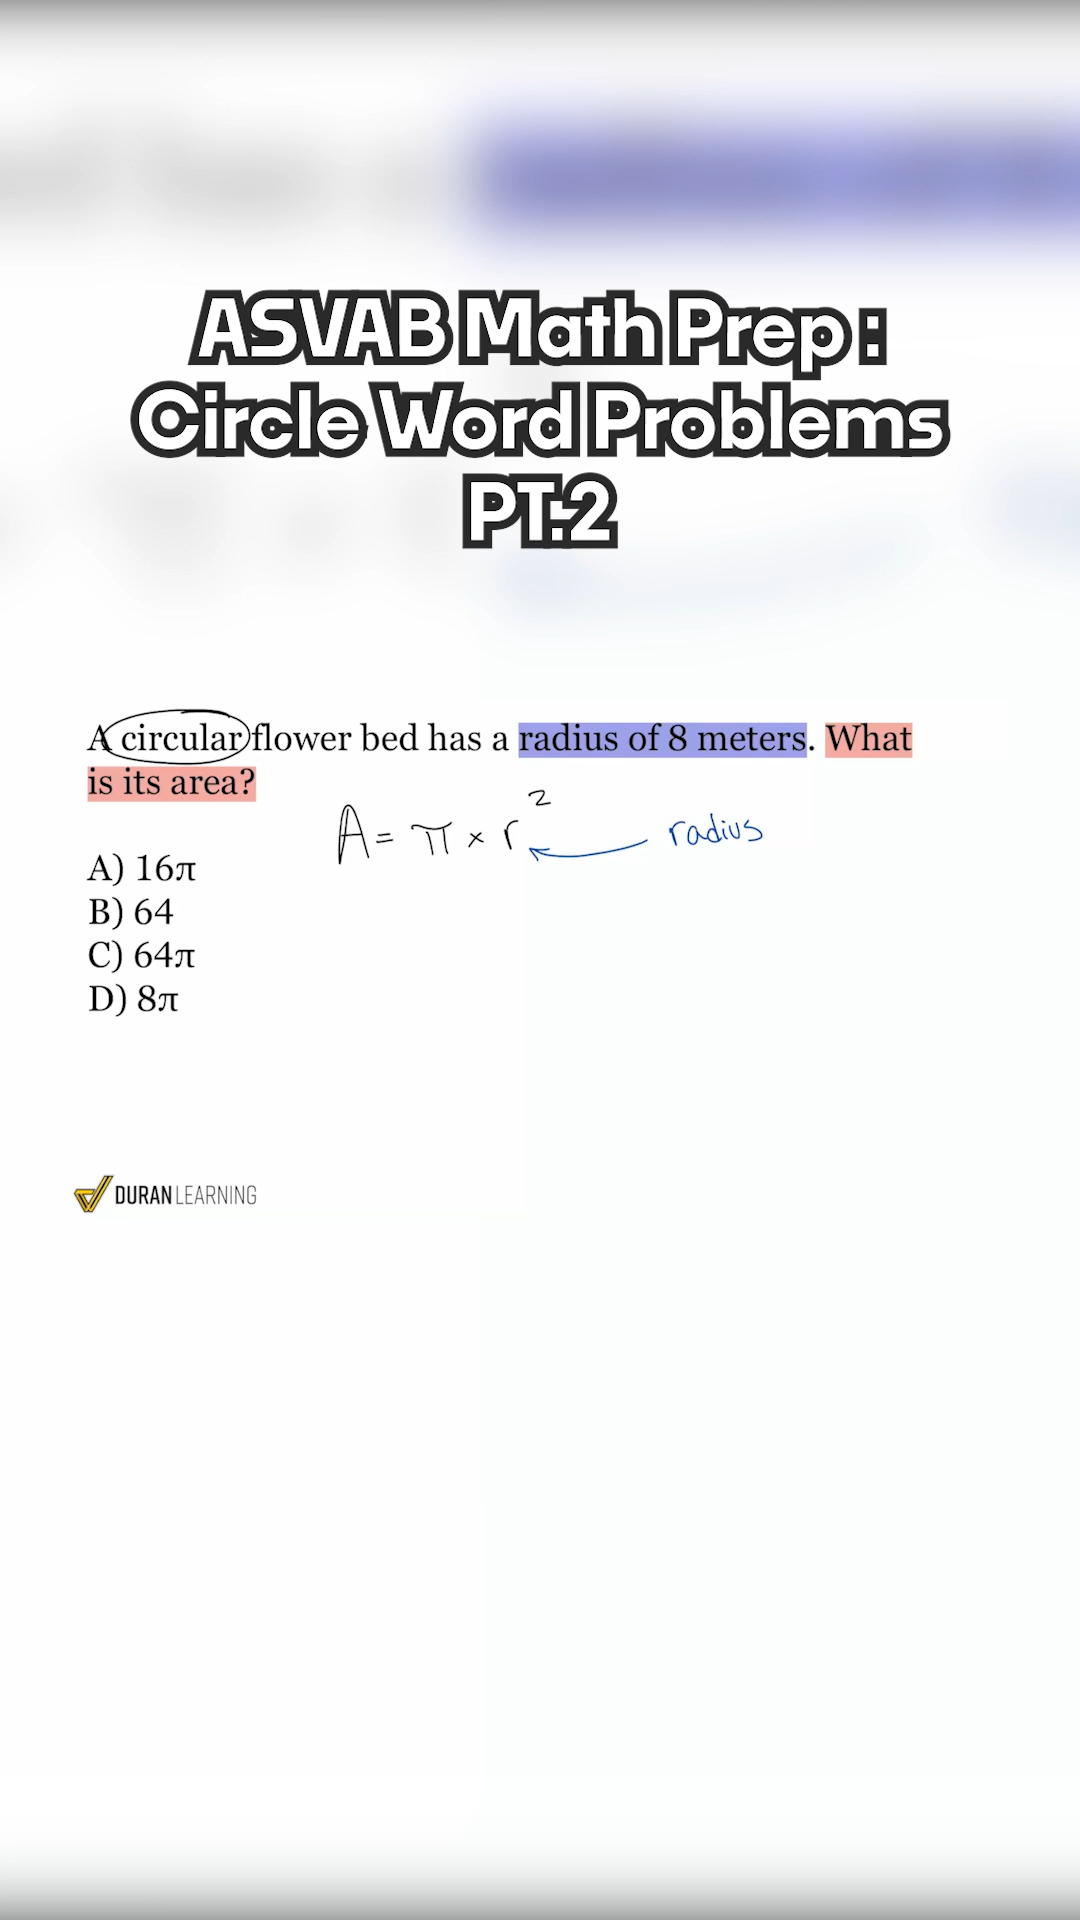 ASVAB Math Prep :
Circle Word Problems
PT.2
A circular flower bed has a radius of 8 meters. What
is its area?
A = π × r² radius
A) 16π
B) 64
C) 64π
D) 8π
DURAN LEARNING